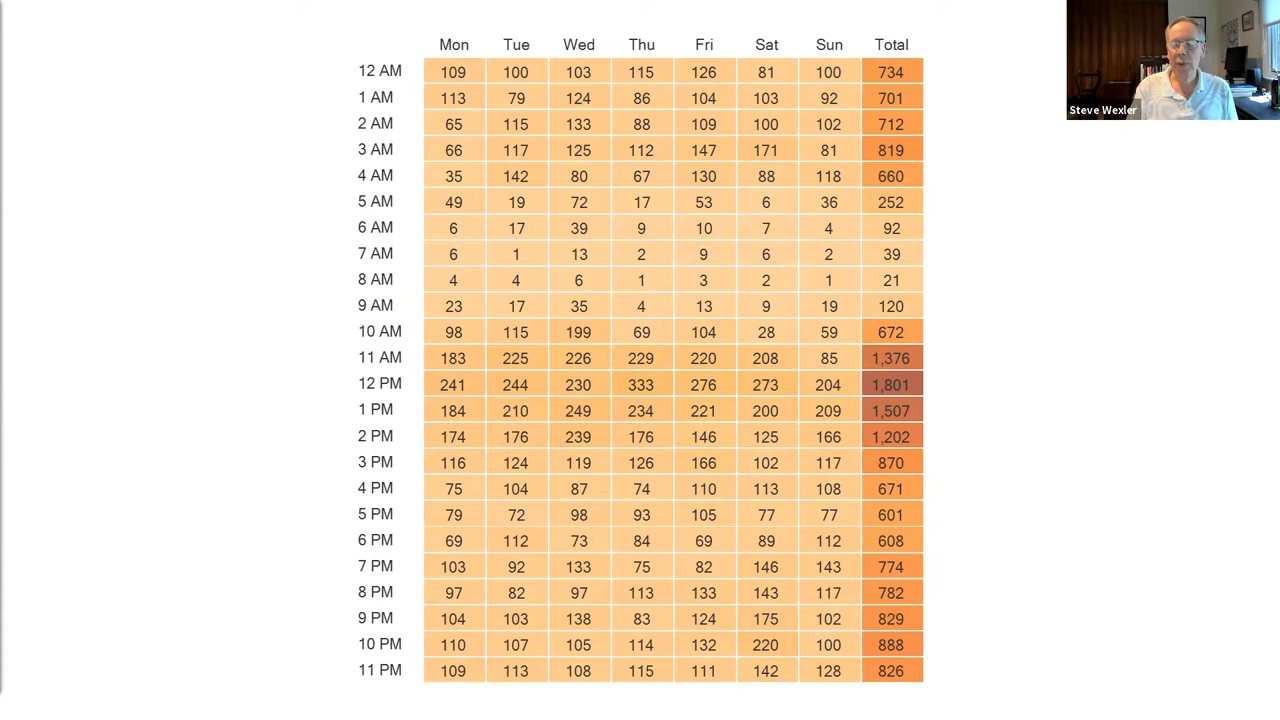 Mon Tue Wed Thu Fri Sat Sun Total
12 AM 109 100 103 115 126 81 100 734
1 AM 113 79 124 86 104 103 92 701
2 AM 65 115 133 88 109 100 102 712
3 AM 66 117 125 112 147 171 81 819
4 AM 35 142 80 67 130 88 118 660
5 AM 49 19 72 17 53 6 36 252
6 AM 6 17 39 9 10 7 4 92
7 AM 6 1 13 2 9 6 2 39
8 AM 4 4 6 1 3 2 1 21
9 AM 23 17 35 4 13 9 19 120
10 AM 98 115 199 69 104 28 59 672
11 AM 183 225 226 229 220 208 85 1,376
12 PM 241 244 230 333 276 273 204 1,801
1 PM 184 210 249 234 221 200 209 1,507
2 PM 174 176 239 176 146 125 166 1,202
3 PM 116 124 119 126 166 102 117 870
4 PM 75 104 87 74 110 113 108 671
5 PM 79 72 98 93 105 77 77 601
6 PM 69 112 73 84 69 89 112 608
7 PM 103 92 133 75 82 146 143 774
8 PM 97 82 97 113 133 143 117 782
9 PM 104 103 138 83 124 175 102 829
10 PM 110 107 105 114 132 220 100 888
11 PM 109 113 108 115 111 142 128 826
Steve Wexler